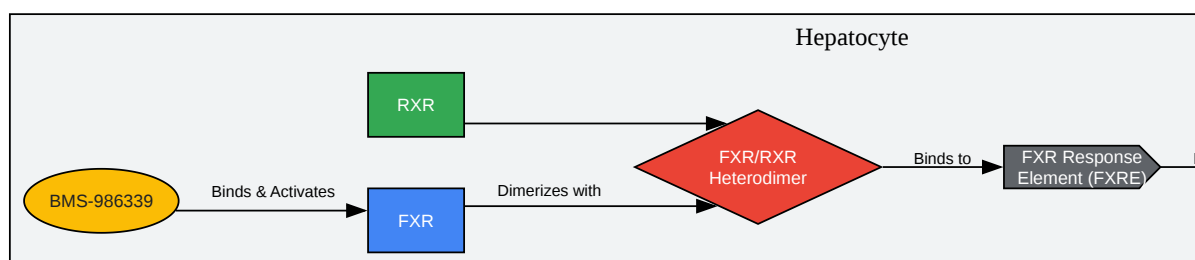 Hepatocyte
RXR
BMS-986339
Binds & Activates
FXR
Dimerizes with
FXR/RXR
Heterodimer
Binds to
FXR Response
Element (FXRE)